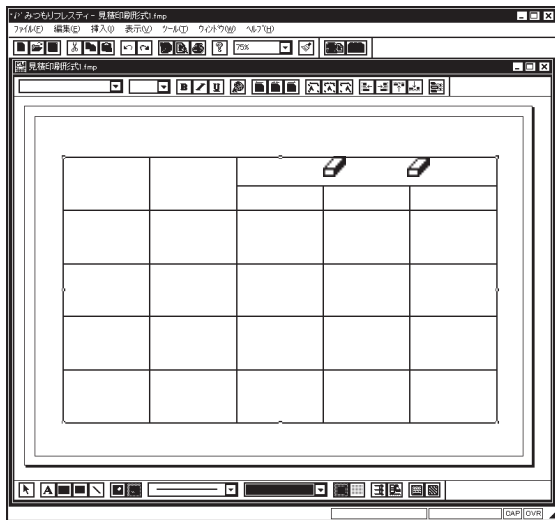 みつもりフレスティ - 見積印刷形式1.fmp
ファイル(F) 編集(E) 挿入(I) 表示(V) ツール(T) ウィンドウ(W) ヘルプ(H)
75%
見積印刷形式1.fmp
B I U
A
CAP OVR